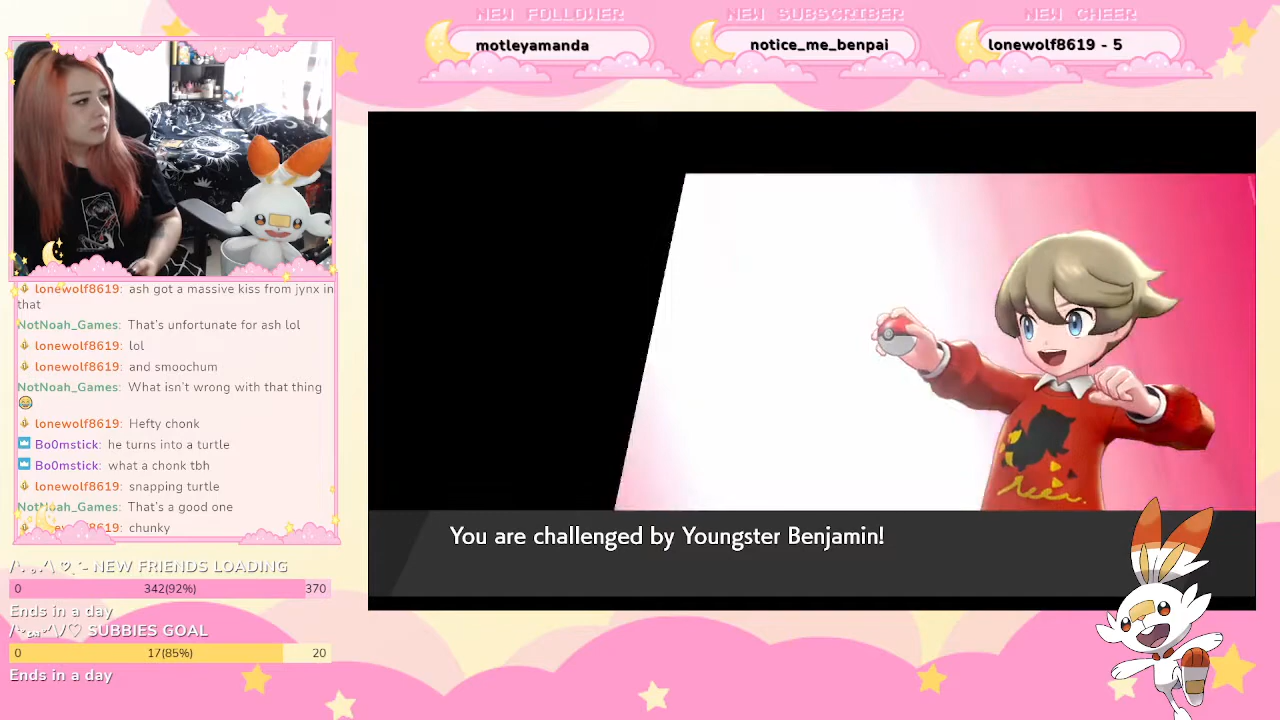 NEW FOLLOWER
NEW SUBSCRIBER
NEW CHEER
motleyamanda
notice_me_benpai
lonewolf8619 - 5
lonewolf8619: ash got a massive kiss from jynx in
that
NotNoah_Games: That's unfortunate for ash lol
lonewolf8619: lol
lonewolf8619: and smoochum
NotNoah_Games: What isn't wrong with that thing
lonewolf8619: Hefty chonk
Bo0mstick: he turns into a turtle
Bo0mstick: what a chonk tbh
lonewolf8619: snapping turtle
NotNoah_Games: That's a good one
lonewolf8619: chunky
You are challenged by Youngster Benjamin!
NEW FRIENDS LOADING
0 342(92%) 370
Ends in a day
SUBBIES GOAL
0 17(85%) 20
Ends in a day